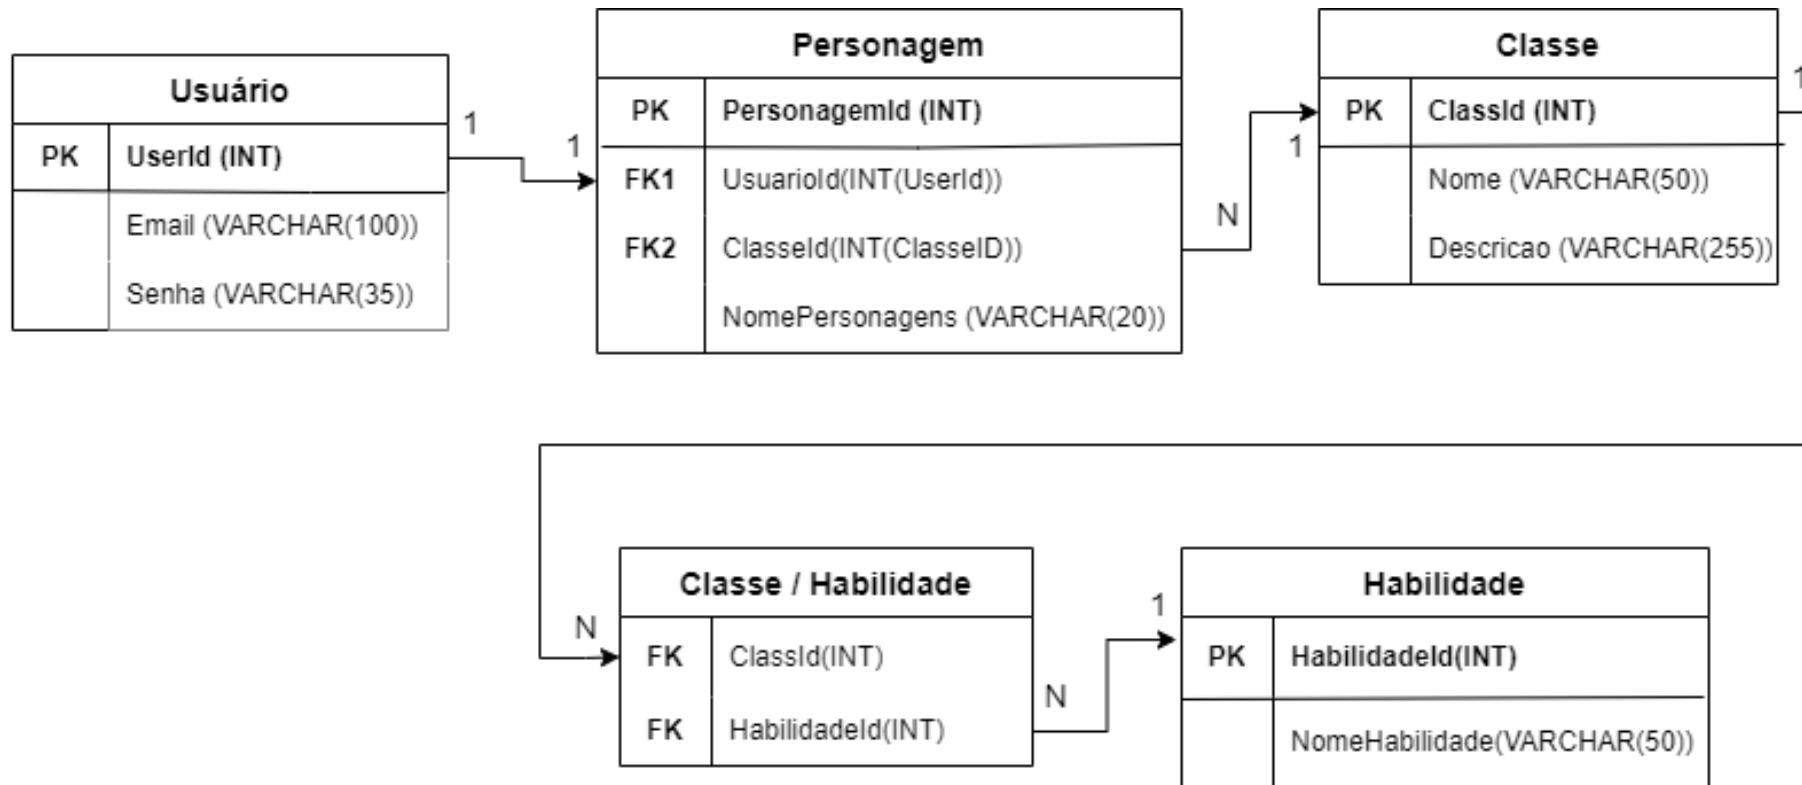 Usuário
PK UserId (INT)
Email (VARCHAR(100))
Senha (VARCHAR(35))
1
1
Personagem
PK PersonagemId (INT)
FK1 UsuarioId(INT(UserId))
FK2 ClasseId(INT(ClasseID))
NomePersonagens (VARCHAR(20))
N
1
Classe
PK ClassId (INT)
Nome (VARCHAR(50))
Descricao (VARCHAR(255))
1
N
Classe / Habilidade
FK ClassId(INT)
FK HabilidadeId(INT)
N
1
Habilidade
PK HabilidadeId(INT)
NomeHabilidade(VARCHAR(50))